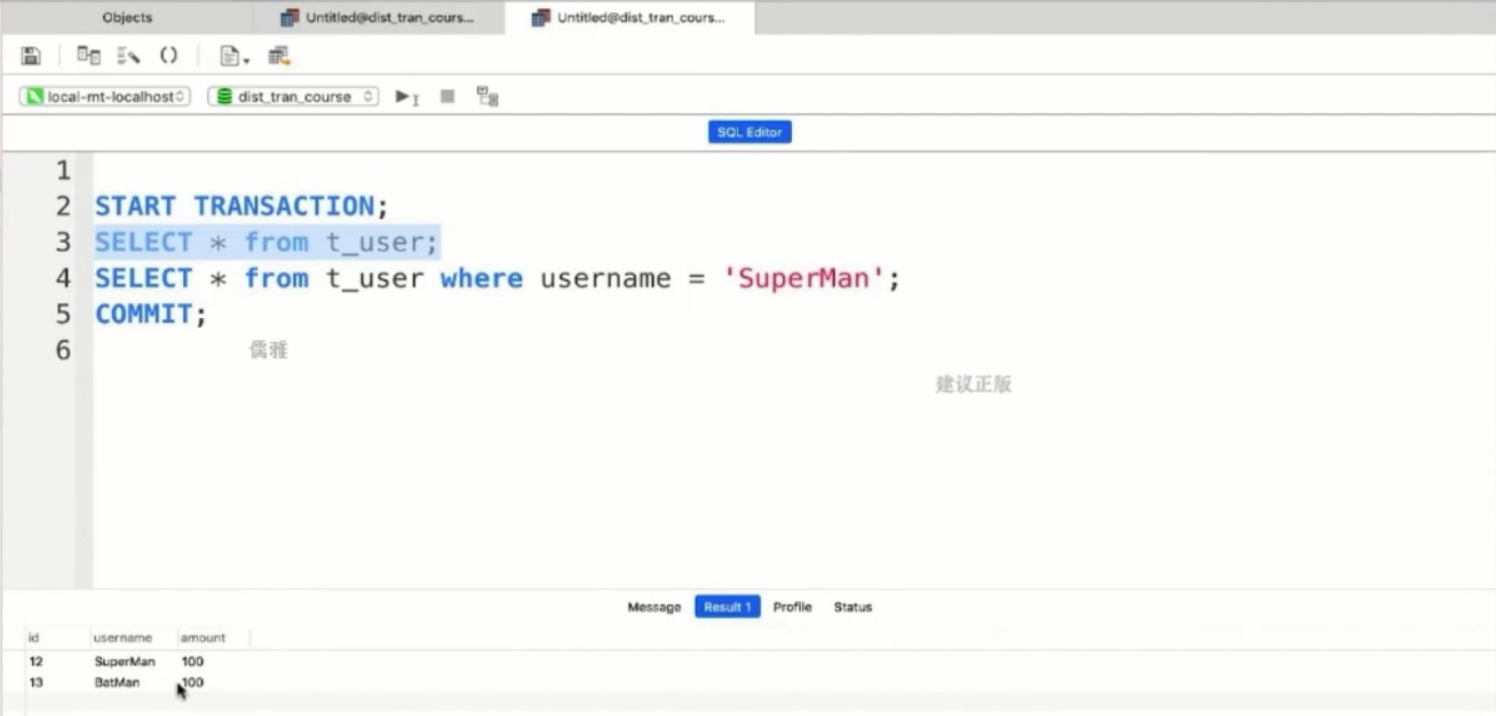 Objects Untitled@dist_tran_cours... Untitled@dist_tran_cours...
local-mt-localhost dist_tran_course
SQL Editor
1
2 START TRANSACTION;
3 SELECT * from t_user;
4 SELECT * from t_user where username = 'SuperMan';
5 COMMIT;
6
儒雅
建议正版
Message Result 1 Profile Status
id username amount
12 SuperMan 100
13 BatMan 100